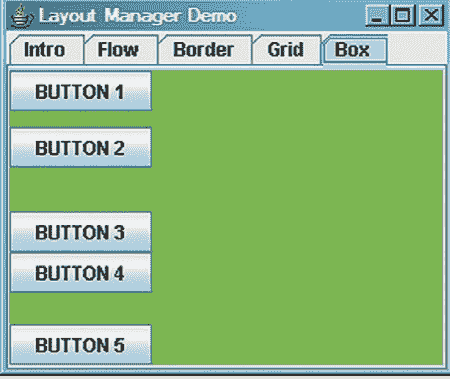 Layout Manager Demo
Intro Flow Border Grid Box
BUTTON 1
BUTTON 2
BUTTON 3
BUTTON 4
BUTTON 5